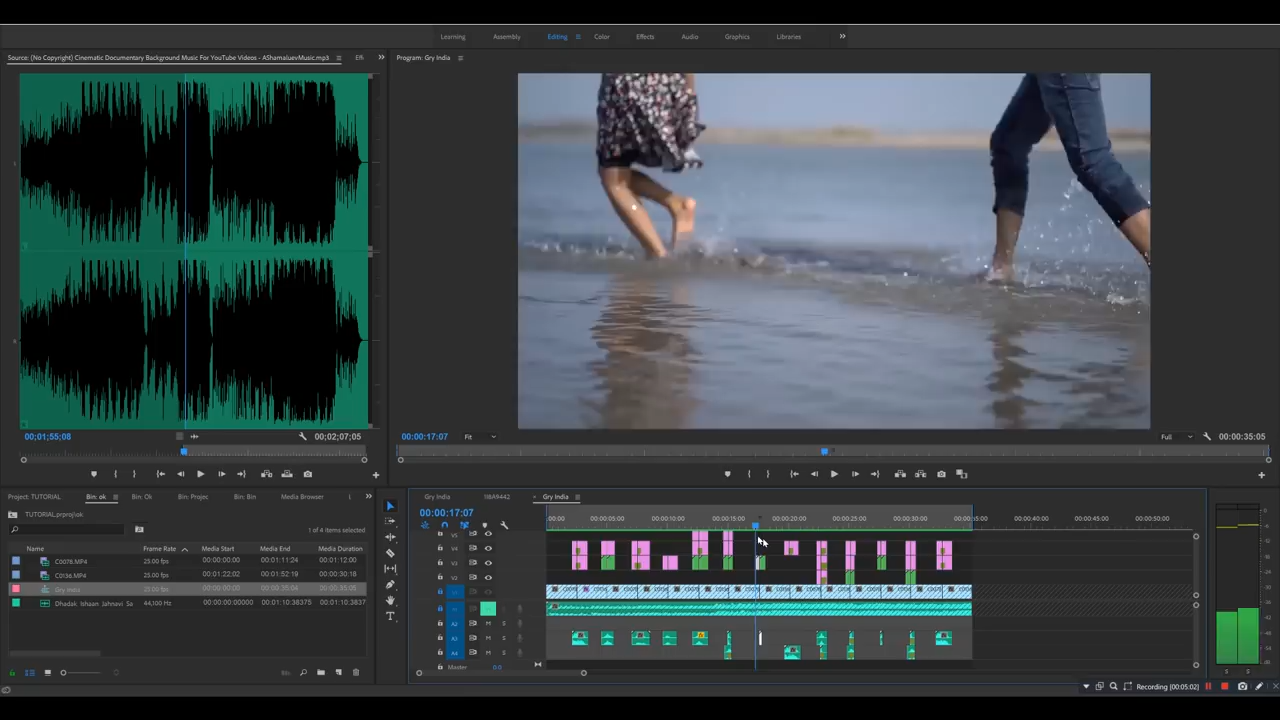 Learning Assembly Editing Color Effects Audio Graphics Libraries
Source: [No Copyright] Cinematic Documentary Background Music For YouTube Videos - AShamaluevMusic.mp3
Program: Gry India
00;01;55;08
00;02;07;05
00:00:17:07
Fit
Full
00:00:35:05
Project: TUTORIAL Bin: ok Bin: Ok Bin: Projec Bin: Bin Media Browser
TUTORIAL.prproj\ok
1 of 4 items selected
Name Frame Rate Media Start Media End Media Duration
C0076.MP4 25.00 fps 00:00:00:00 00:01:11:24 00:01:12:00
C0136.MP4 25.00 fps 00:01:22:02 00:01:52:19 00:00:30:18
Gry India 25.00 fps 00:00:00:00 00:00:35:04 00:00:35:05
Dhadak Ishaan Jahnavi Sa 44,100 Hz 00:00:00:00000 00:01:10:38375 00:01:10:3837
Gry India Gry India
00:00:17:07
:00:00 00:00:05:00 00:00:10:00 00:00:15:00 00:00:20:00 00:00:25:00 00:00:30:00 00:00:35:00 00:00:40:00 00:00:45:00 00:00:50:00
V5
V4
V3
V2
A2 M S
A3 M S
A4 M S
Master 0.0
S S
Recording [00:05:02]